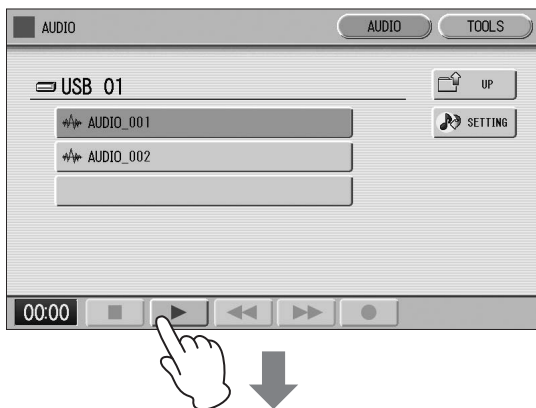 AUDIO
AUDIO
TOOLS
USB 01
UP
AUDIO_001
SETTING
AUDIO_002
00:00